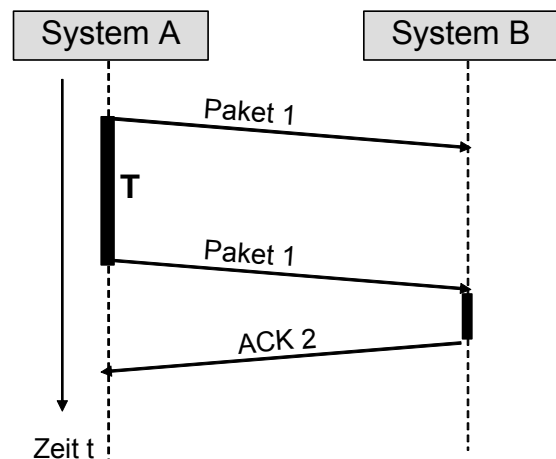 System A
System B
Paket 1
T
Paket 1
ACK 2
Zeit t